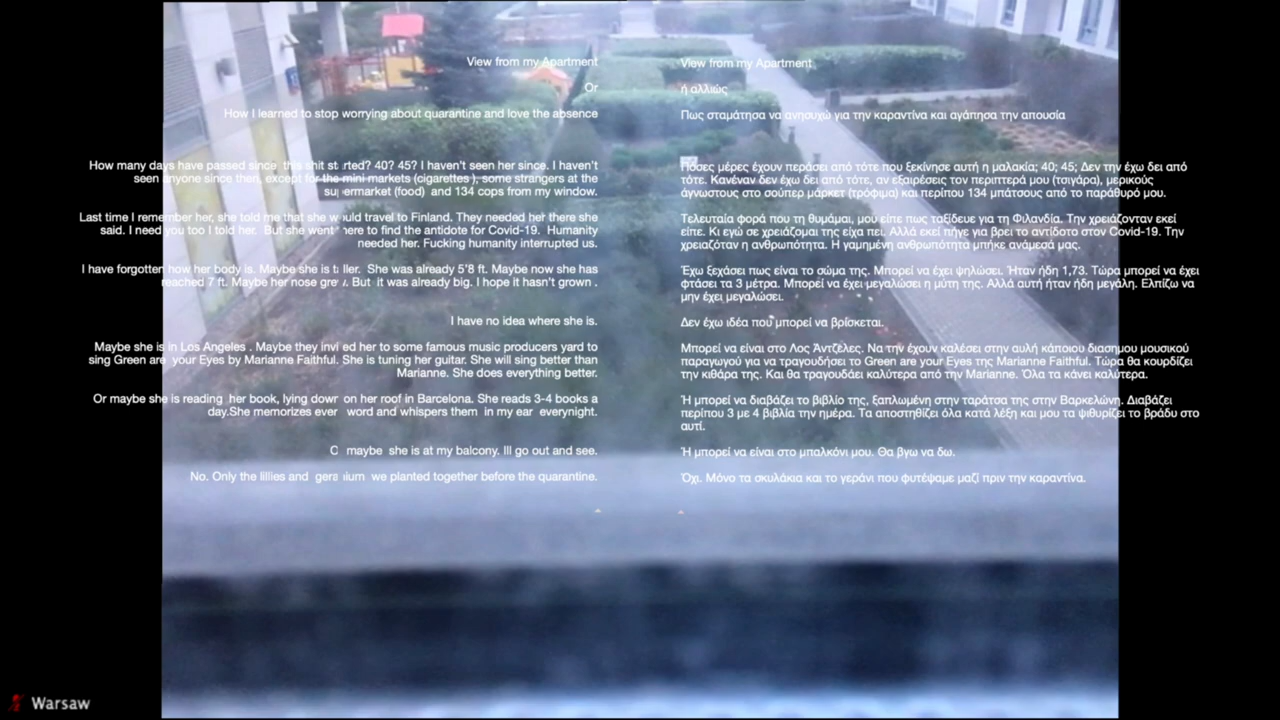 View from my Apartment
Or
How I learned to stop worrying about quarantine and love the absence
How many days have passed since this shit started? 40? 45? I haven't seen her since. I haven't
seen anyone since then, except for the mini markets (cigarettes ), some strangers at the
supermarket (food) and 134 cops from my window.
Last time I remember her, she told me that she would travel to Finland. They needed her there she
said. I need you too I told her. But she went there to find the antidote for Covid-19. Humanity
needed her. Fucking humanity interrupted us.
I have forgotten how her body is. Maybe she is taller. She was already 5'8 ft. Maybe now she has
reached 7 ft. Maybe her nose grew. But it was already big. I hope it hasn't grown .
I have no idea where she is.
Maybe she is in Los Angeles . Maybe they invited her to some famous music producers yard to
sing Green are your Eyes by Marianne Faithful. She is tuning her guitar. She will sing better than
Marianne. She does everything better.
Or maybe she is reading her book, lying down on her roof in Barcelona. She reads 3-4 books a
day.She memorizes every word and whispers them in my ear everynight.
Or maybe she is at my balcony. Ill go out and see.
No. Only the lillies and geranium we planted together before the quarantine.
View from my Apartment
ή αλλιώς
Πως σταμάτησα να ανησυχώ για την καραντίνα και αγάπησα την απουσία
Πόσες μέρες έχουν περάσει από τότε που ξεκίνησε αυτή η μαλακία; 40; 45; Δεν την έχω δει από
τότε. Κανέναν δεν έχω δει από τότε, αν εξαιρέσεις τον περιπτερά μου (τσιγάρα), μερικούς
άγνωστους στο σούπερ μάρκετ (τρόφιμα) και περίπου 134 μπάτσους από το παράθυρό μου.
Τελευταία φορά που τη θυμάμαι, μου είπε πως ταξίδευε για τη Φιλανδία. Την χρειάζονταν εκεί
είπε. Κι εγώ σε χρειάζομαι της είχα πει. Αλλά εκεί πήγε για βρει το αντίδοτο στον Covid-19. Την
χρειαζόταν η ανθρωπότητα. Η γαμημένη ανθρωπότητα μπήκε ανάμεσά μας.
Έχω ξεχάσει πως είναι το σώμα της. Μπορεί να έχει ψηλώσει. Ήταν ήδη 1,73. Τώρα μπορεί να έχει
φτάσει τα 3 μέτρα. Μπορεί να έχει μεγαλώσει η μύτη της. Αλλά αυτή ήταν ήδη μεγάλη. Ελπίζω να
μην έχει μεγαλώσει.
Δεν έχω ιδέα που μπορεί να βρίσκεται.
Μπορεί να είναι στο Λος Άντζελες. Να την έχουν καλέσει στην αυλή κάποιου διασημου μουσικού
παραγωγού για να τραγουδήσει το Green are your Eyes της Marianne Faithful. Τώρα θα κουρδίζει
την κιθάρα της. Και θα τραγουδάει καλύτερα από την Marianne. Όλα τα κάνει καλύτερα.
Ή μπορεί να διαβάζει το βιβλίο της, ξαπλωμένη στην ταράτσα της στην Βαρκελώνη. Διαβάζει
περίπου 3 με 4 βιβλία την ημέρα. Τα αποστηθίζει όλα κατά λέξη και μου τα ψιθυρίζει το βράδυ στο
αυτί.
Ή μπορεί να είναι στο μπαλκόνι μου. Θα βγω να δω.
Όχι. Μόνο τα σκυλάκια και το γεράνι που φυτέψαμε μαζί πριν την καραντίνα.
Warsaw